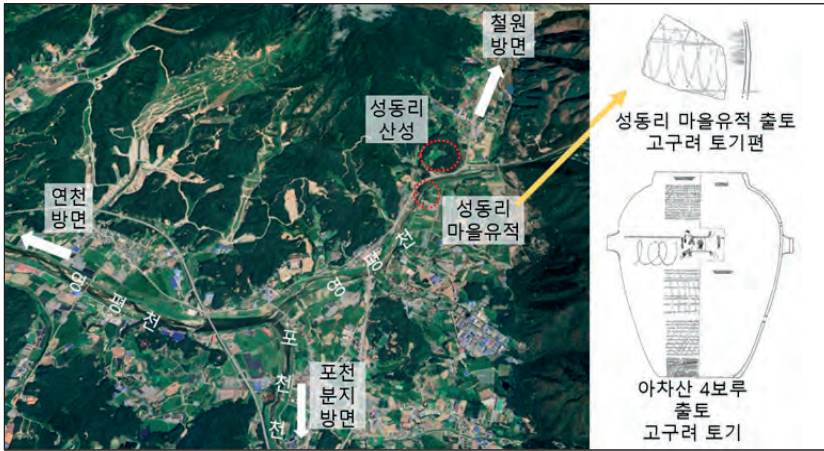 철원
방면
성동리
산성
연천
방면
성동리
마을유적
영평천
영평천
포천천
포천
분지
방면
성동리 마을유적 출토
고구려 토기편
아차산 4보루
출토
고구려 토기